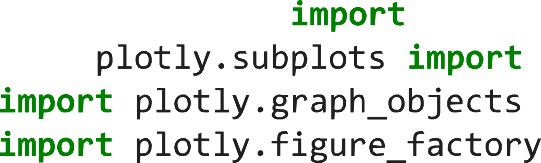 import
plotly.subplots import
import plotly.graph_objects
import plotly.figure_factory